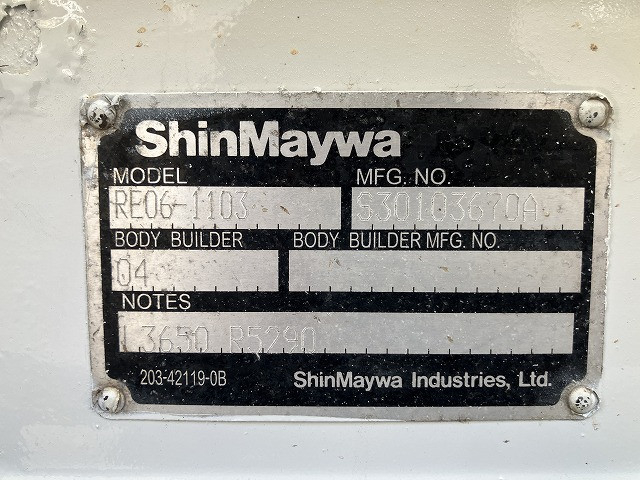 ShinMaywa
MODEL MFG. NO.
RE06-1103 S30103670A
BODY BUILDER BODY BUILDER MFG. NO.
04
NOTES
L3650 R5290
203-42119-0B ShinMaywa Industries, Ltd.